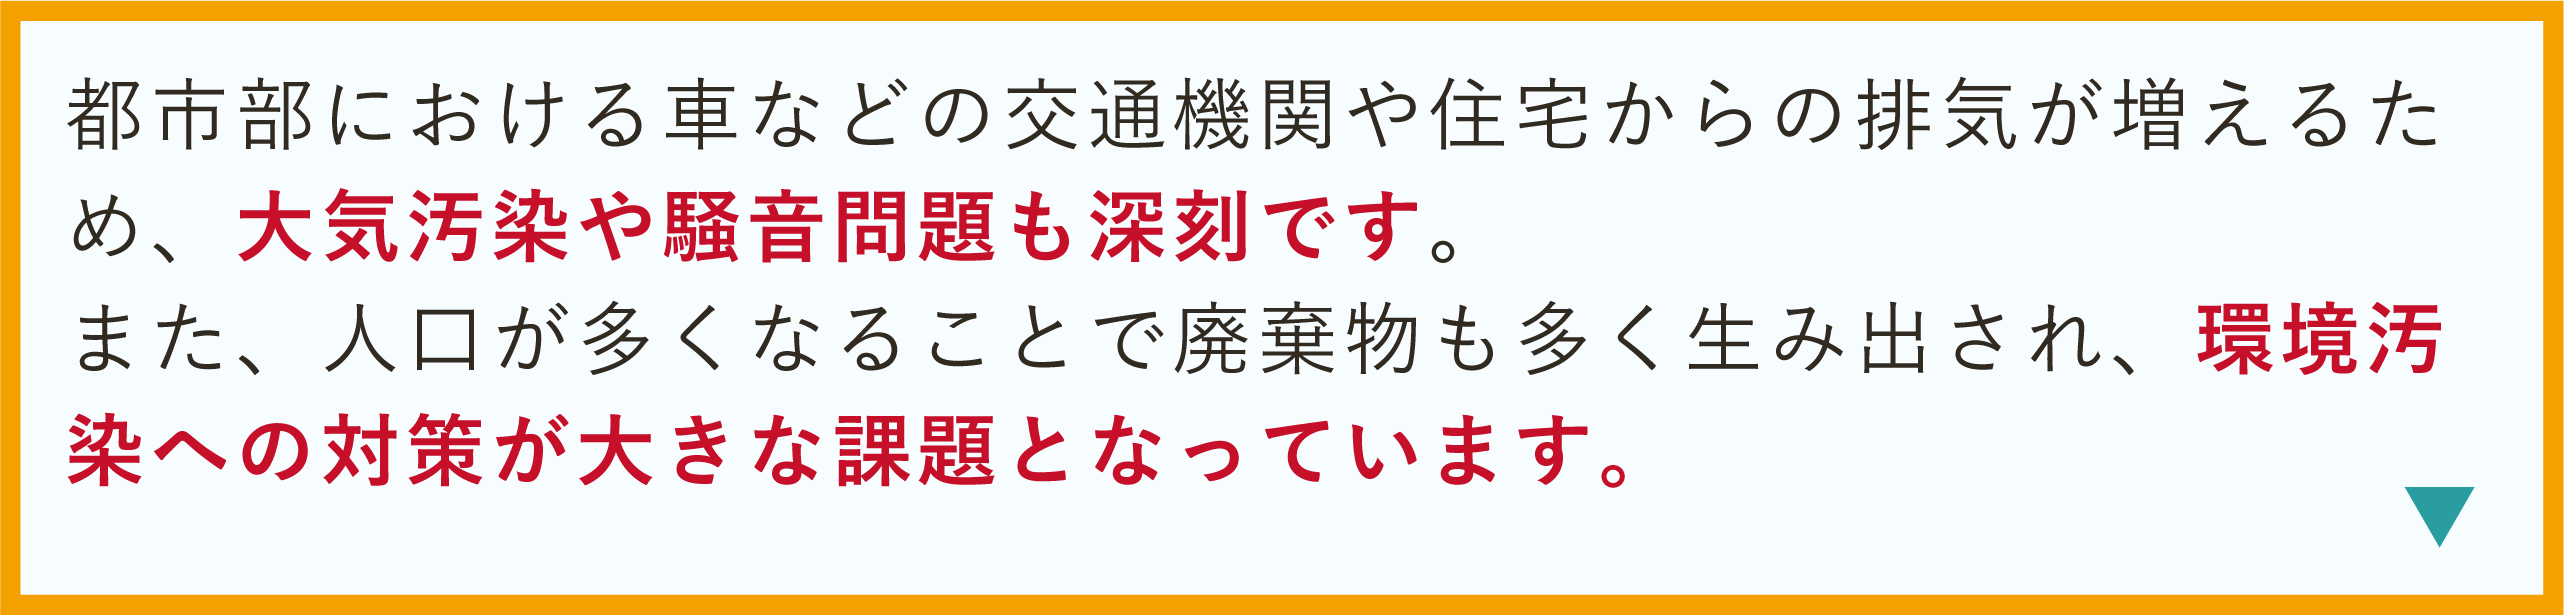 都市部における車などの交通機関や住宅からの排気が増えるた
め、大気汚染や騒音問題も深刻です。
また、人口が多くなることで廃棄物も多く生み出され、環境汚
染への対策が大きな課題となっています。